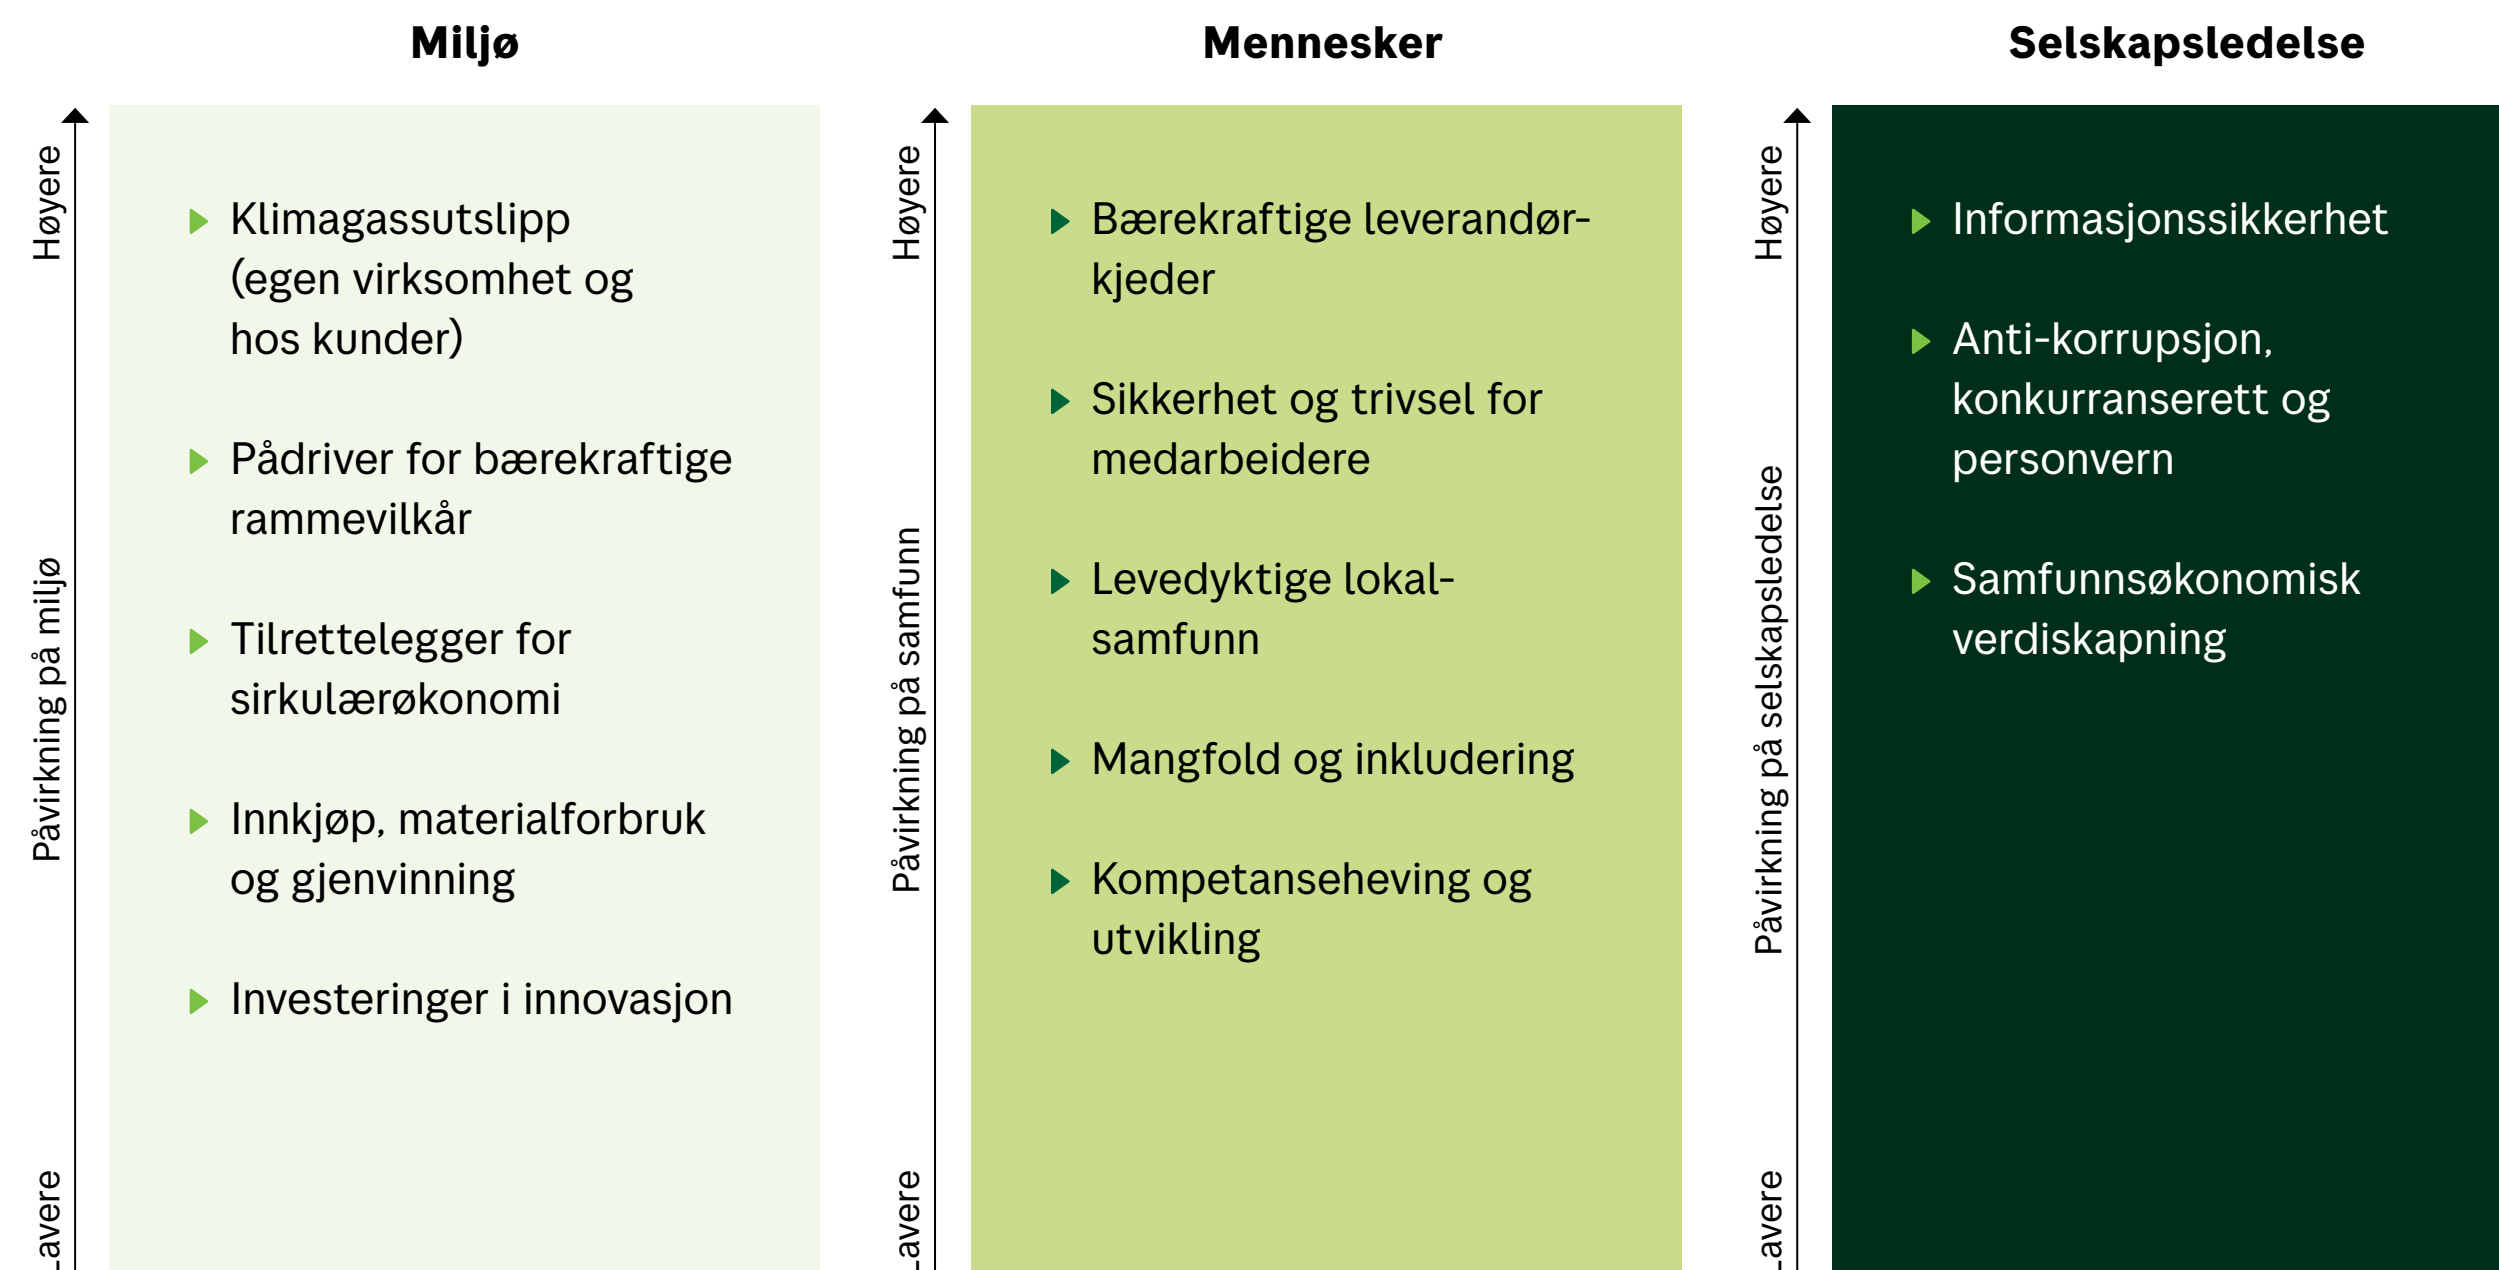 Miljø
Høyere
Påvirkning på miljø
Lavere
Klimagassutslipp
(egen virksomhet og
hos kunder)
Pådriver for bærekraftige
rammevilkår
Tilrettelegger for
sirkulærøkonomi
Innkjøp, materialforbruk
og gjenvinning
Investeringer i innovasjon
Mennesker
Høyere
Påvirkning på samfunn
Lavere
Bærekraftige leverandør-
kjeder
Sikkerhet og trivsel for
medarbeidere
Levedyktige lokal-
samfunn
Mangfold og inkludering
Kompetanseheving og
utvikling
Selskapsledelse
Høyere
Påvirkning på selskapsledelse
Lavere
Informasjonssikkerhet
Anti-korrupsjon,
konkurranserett og
personvern
Samfunnsøkonomisk
verdiskapning